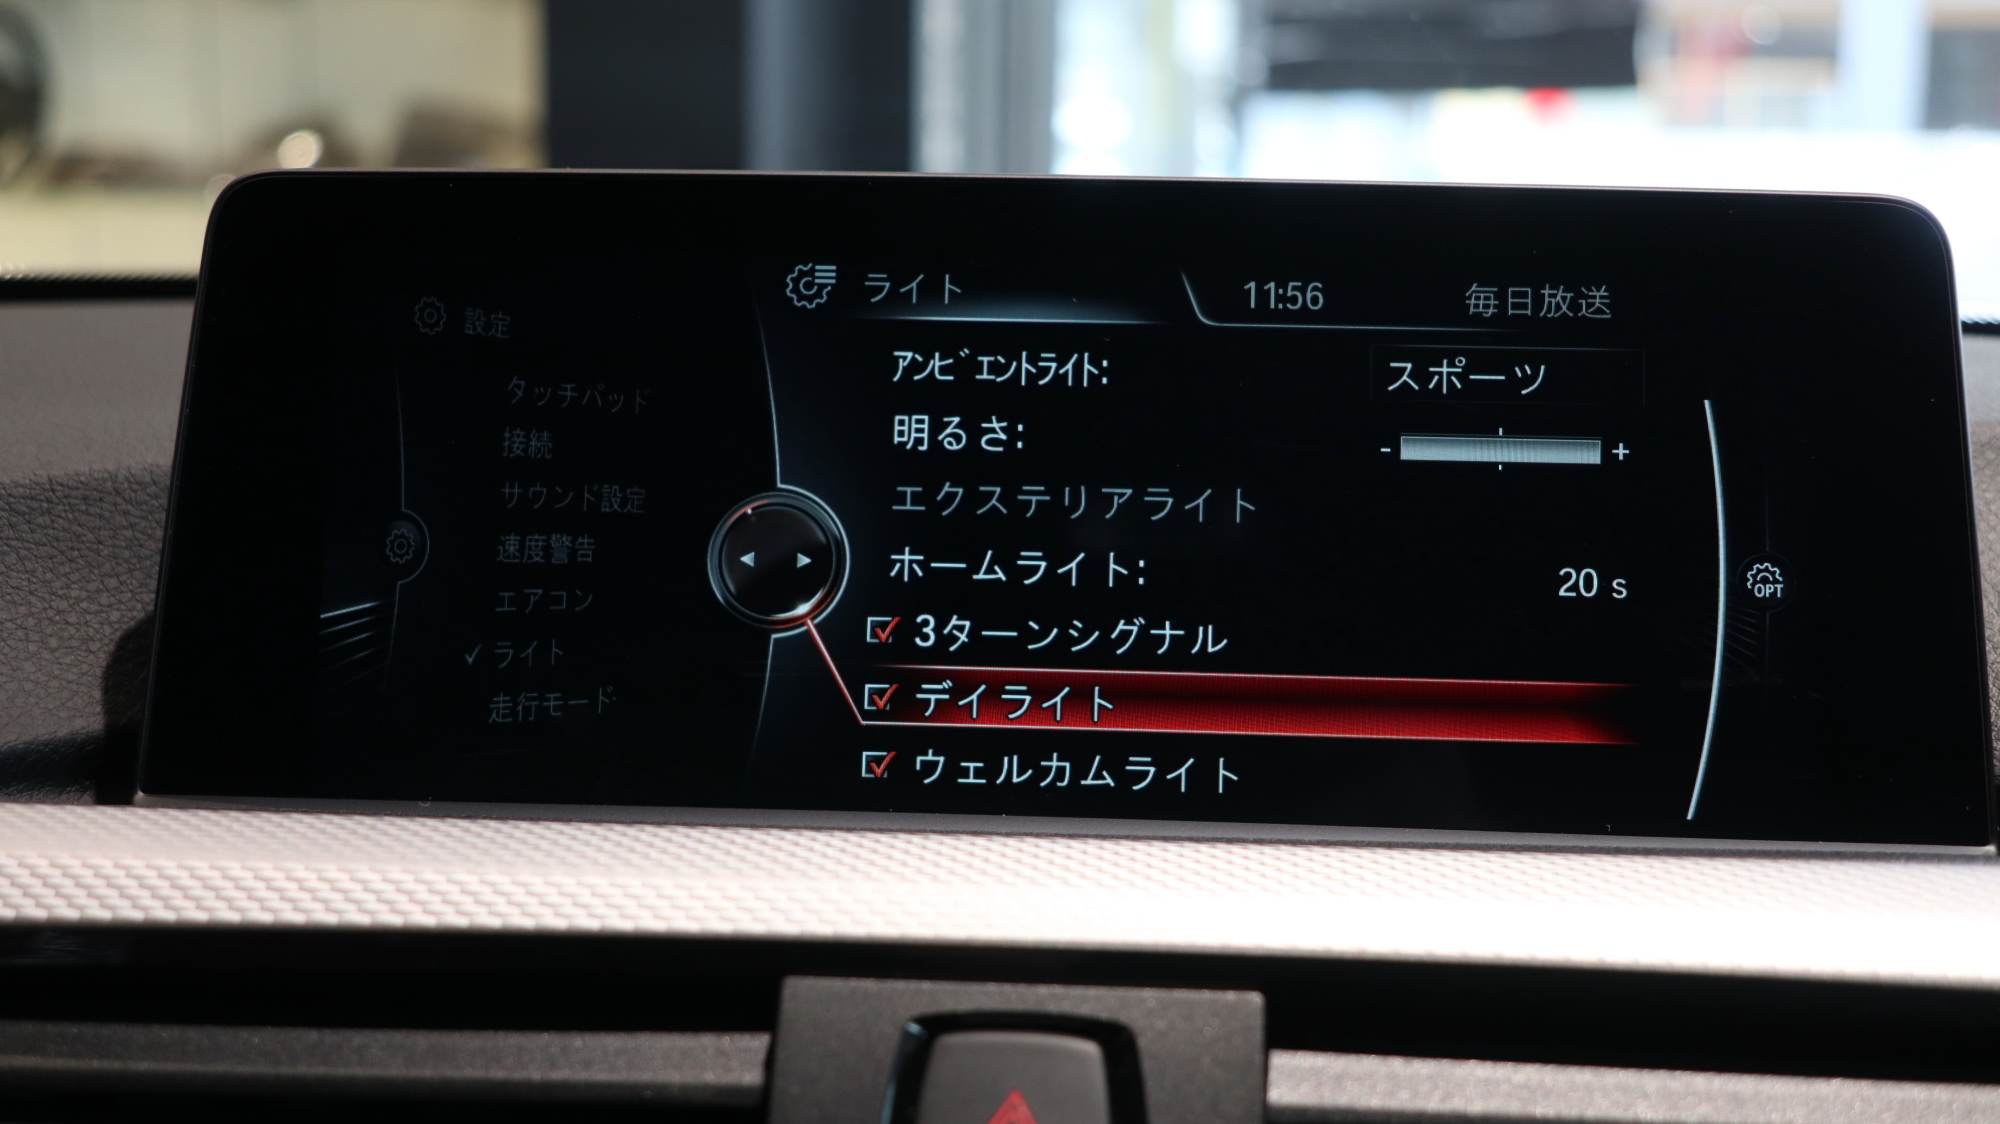 設定
タッチパッド
接続
サウンド設定
速度警告
エアコン
ライト
走行モード
ライト
11:56
毎日放送
ｱﾝﾋﾞｴﾝﾄﾗｲﾄ:
スポーツ
明るさ:
- +
エクステリアライト
ホームライト:
20 s
3ターンシグナル
デイライト
ウェルカムライト
OPT